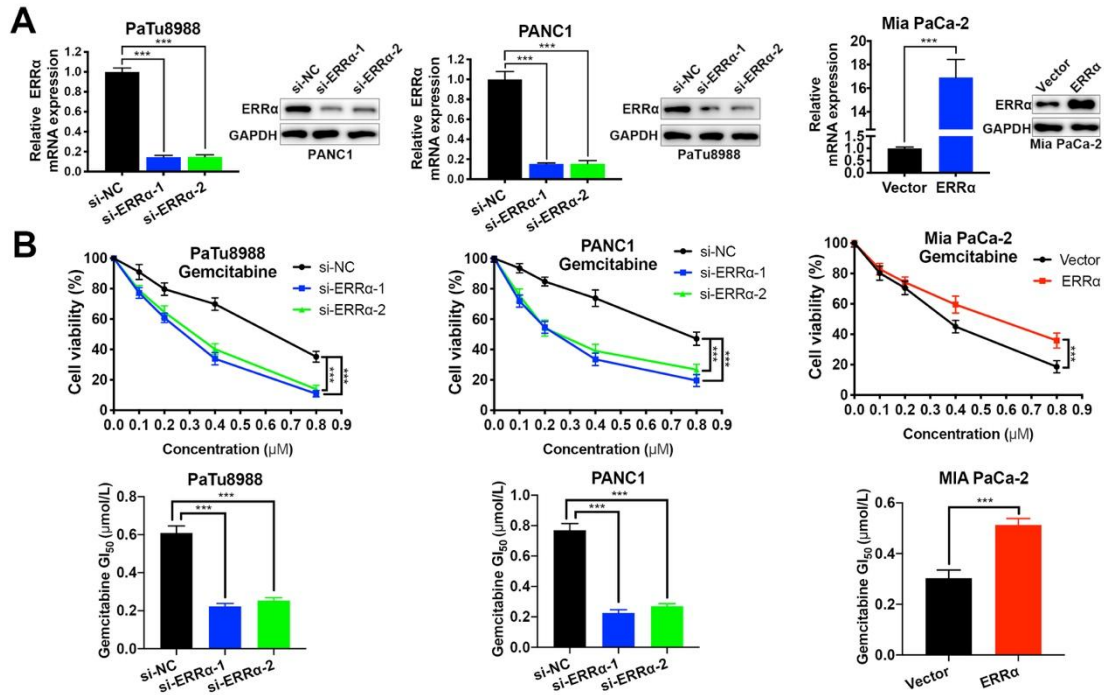 A
PaTu8988
Relative ERRα
mRNA expression
1.2
1.0
0.8
0.6
0.4
0.2
0.0
***
***
si-NC
si-ERRα-1
si-ERRα-2
si-NC
si-ERRα-1
si-ERRα-2
ERRα
GAPDH
PANC1
PANC1
Relative ERRα
mRNA expression
1.2
1.0
0.8
0.6
0.4
0.2
0.0
***
***
si-NC
si-ERRα-1
si-ERRα-2
si-NC
si-ERRα-1
si-ERRα-2
ERRα
GAPDH
PaTu8988
Mia PaCa-2
Relative
mRNA expression
20
18
16
14
12
1.5
1.0
0.5
0.0
***
Vector
ERRα
Vector
ERRα
ERRα
GAPDH
Mia PaCa-2
B
PaTu8988
Gemcitabine
Cell viability (%)
100
80
60
40
20
0
0.0 0.1 0.2 0.3 0.4 0.5 0.6 0.7 0.8 0.9
Concentration (μM)
si-NC
si-ERRα-1
si-ERRα-2
***
***
PANC1
Gemcitabine
Cell viability (%)
100
80
60
40
20
0
0.0 0.1 0.2 0.3 0.4 0.5 0.6 0.7 0.8 0.9
Concentration (μM)
si-NC
si-ERRα-1
si-ERRα-2
***
***
Mia PaCa-2
Gemcitabine
Cell viability (%)
100
80
60
40
20
0
0.0 0.1 0.2 0.3 0.4 0.5 0.6 0.7 0.8 0.9
Concentration (μM)
Vector
ERRα
***
PaTu8988
Gemcitabine GI50 (μmol/L)
0.8
0.6
0.4
0.2
0.0
***
***
si-NC
si-ERRα-1
si-ERRα-2
PANC1
Gemcitabine GI50 (μmol/L)
1.0
0.8
0.6
0.4
0.2
0.0
***
***
si-NC
si-ERRα-1
si-ERRα-2
MIA PaCa-2
Gemcitabine GI50 (μmol/L)
0.6
0.4
0.2
0.0
***
Vector
ERRα